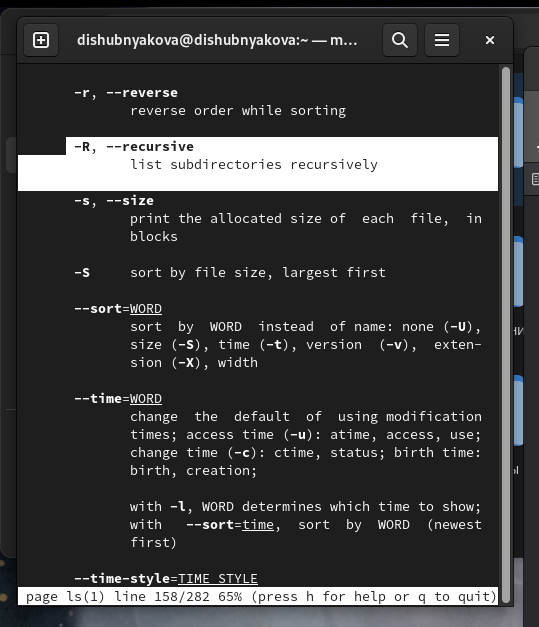 dishubnyakova@dishubnyakova:~ — m…
-r, --reverse
reverse order while sorting
-R, --recursive
list subdirectories recursively
-s, --size
print the allocated size of each file, in
blocks
-S sort by file size, largest first
--sort=WORD
sort by WORD instead of name: none (-U),
size (-S), time (-t), version (-v), exten-
sion (-X), width
--time=WORD
change the default of using modification
times; access time (-u): atime, access, use;
change time (-c): ctime, status; birth time:
birth, creation;
with -l, WORD determines which time to show;
with --sort=time, sort by WORD (newest
first)
--time-style=TIME_STYLE
page ls(1) line 158/282 65% (press h for help or q to quit)